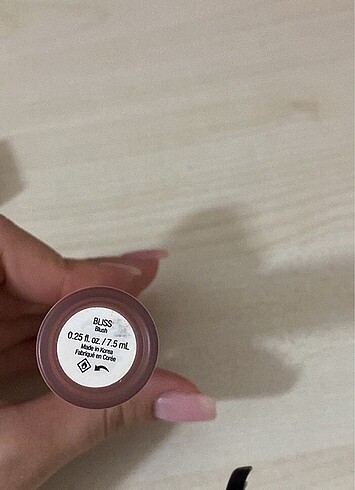 BLISS
Blush
0.25 fl. oz. / 7.5 mL
Made in Korea
Fabriqué en Corée